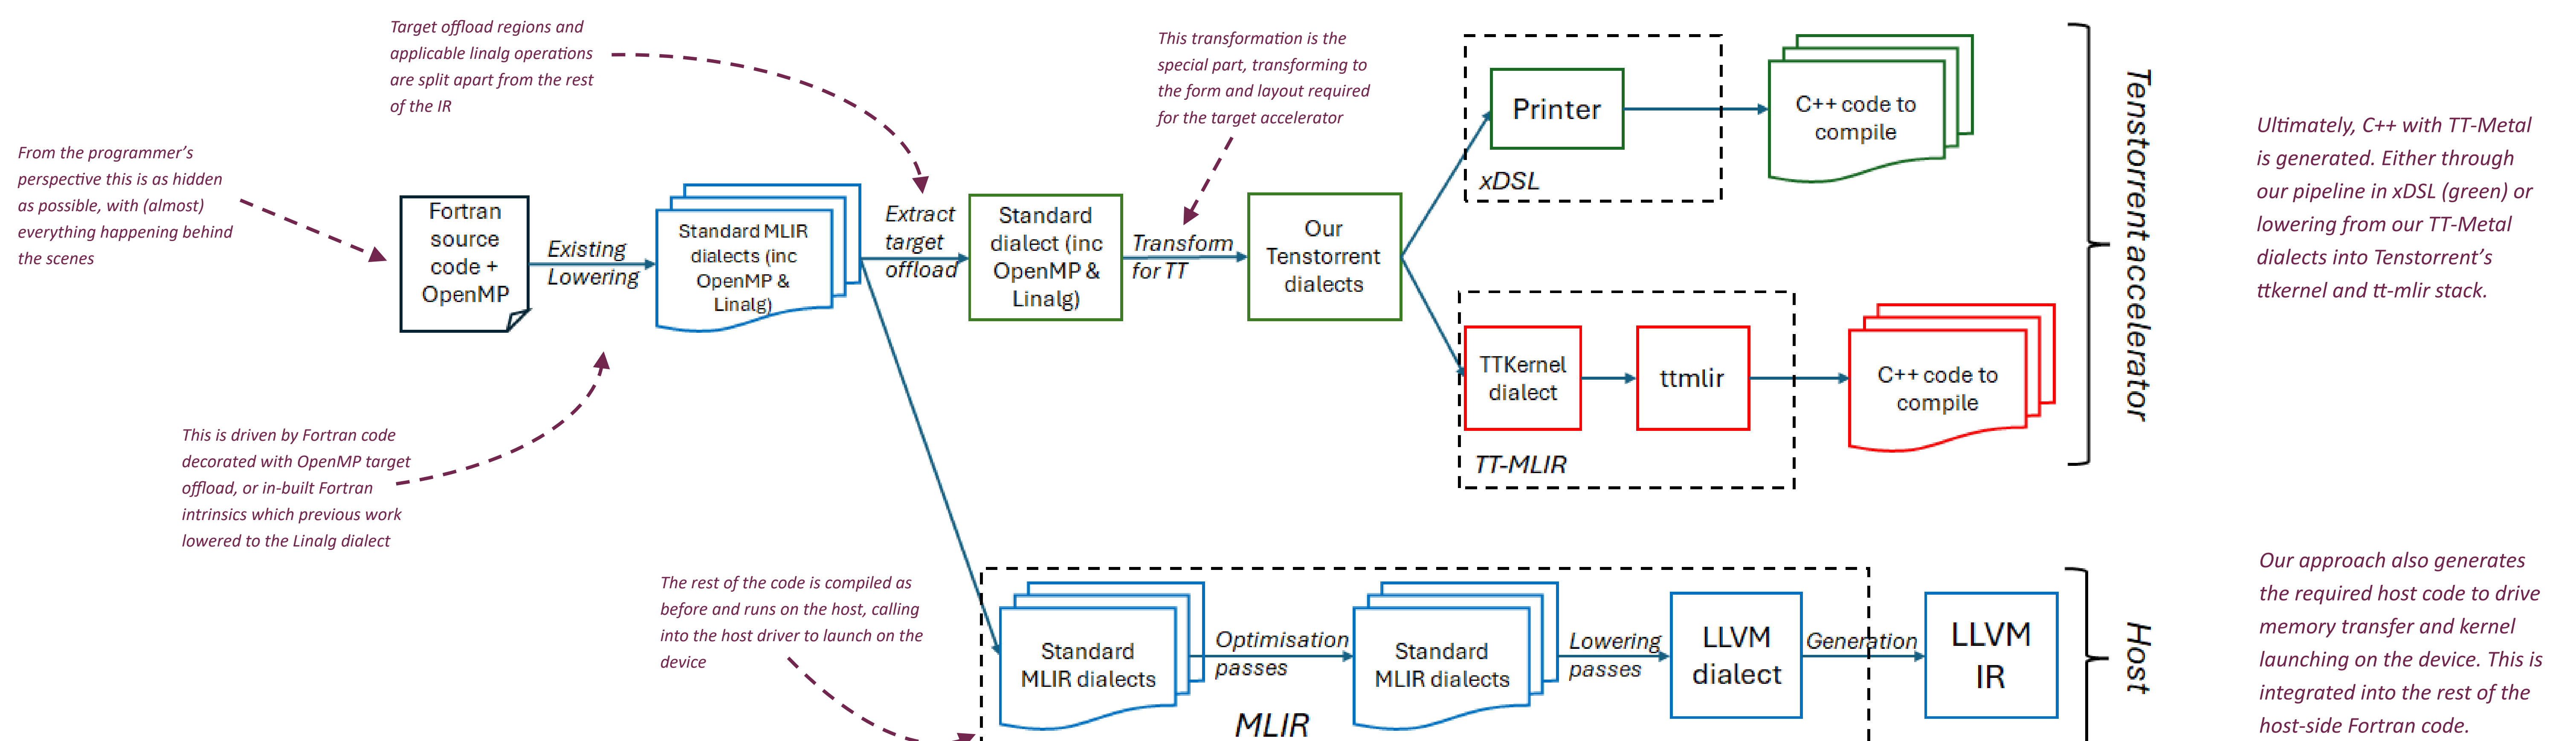 Target offload regions and
applicable linalg operations
are split apart from the rest
of the IR
This transformation is the
special part, transforming to
the form and layout required
for the target accelerator
From the programmer's
perspective this is as hidden
as possible, with (almost)
everything happening behind
the scenes
Fortran
source
code +
OpenMP
Existing
Lowering
Standard MLIR
dialects (inc
OpenMP &
Linalg)
Extract
target
offload
Standard
dialect (inc
OpenMP &
Linalg)
Transform
for TT
Our
Tenstorrent
dialects
Printer
xDSL
C++ code to
compile
TTKernel
dialect
ttmlir
TT-MLIR
C++ code to
compile
Tenstorrent accelerator
Ultimately, C++ with TT-Metal
is generated. Either through
our pipeline in xDSL (green) or
lowering from our TT-Metal
dialects into Tenstorrent's
ttkernel and tt-mlir stack.
This is driven by Fortran code
decorated with OpenMP target
offload, or in-built Fortran
intrinsics which previous work
lowered to the Linalg dialect
The rest of the code is compiled as
before and runs on the host, calling
into the host driver to launch on the
device
Standard
MLIR dialects
Optimisation
passes
Standard
MLIR dialects
Lowering
passes
LLVM
dialect
Generation
LLVM
IR
MLIR
Host
Our approach also generates
the required host code to drive
memory transfer and kernel
launching on the device. This is
integrated into the rest of the
host-side Fortran code.